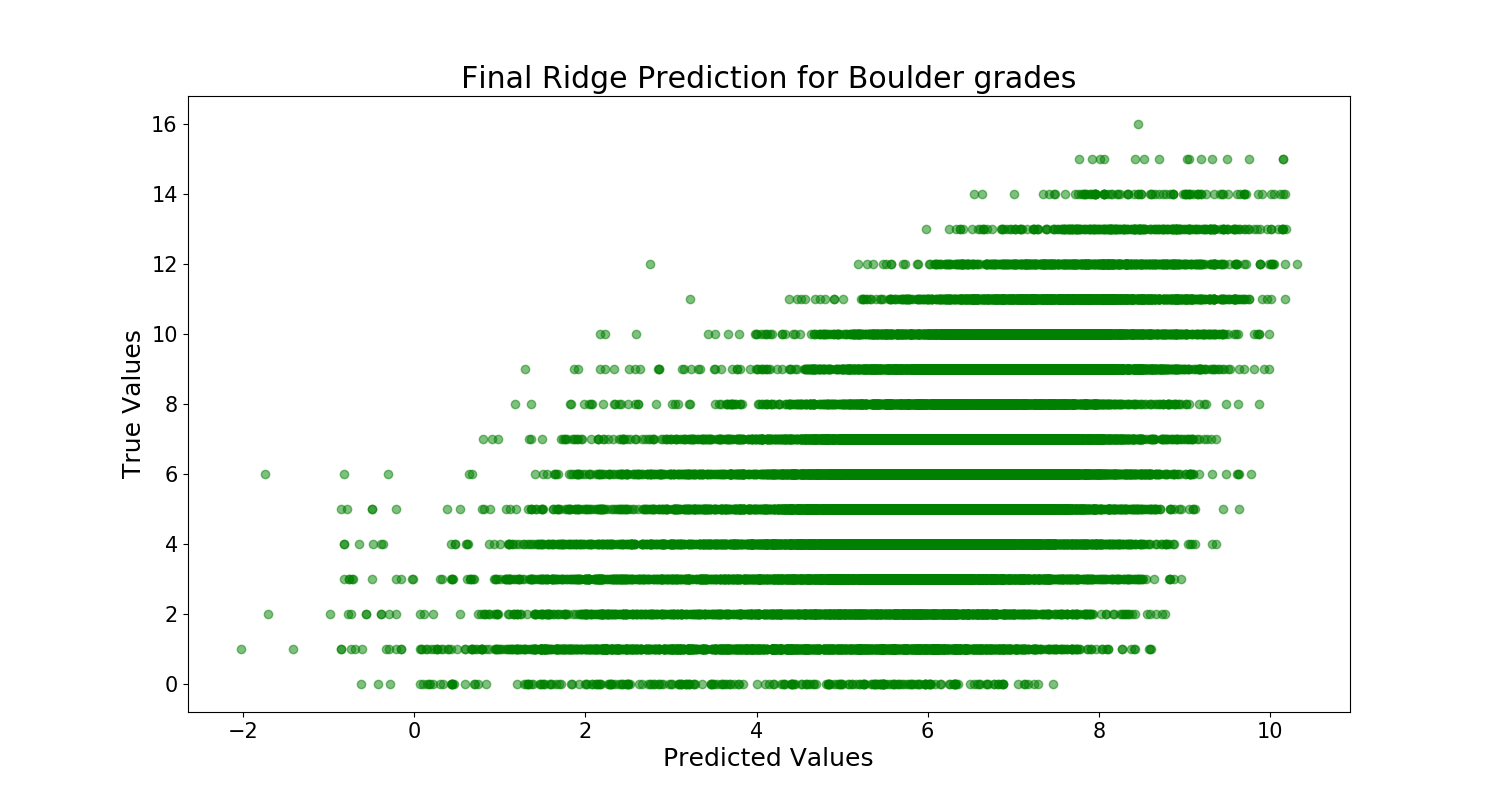 Final Ridge Prediction for Boulder grades
16
14
12
10
8
6
4
2
0
True Values
−2 0 2 4 6 8 10
Predicted Values